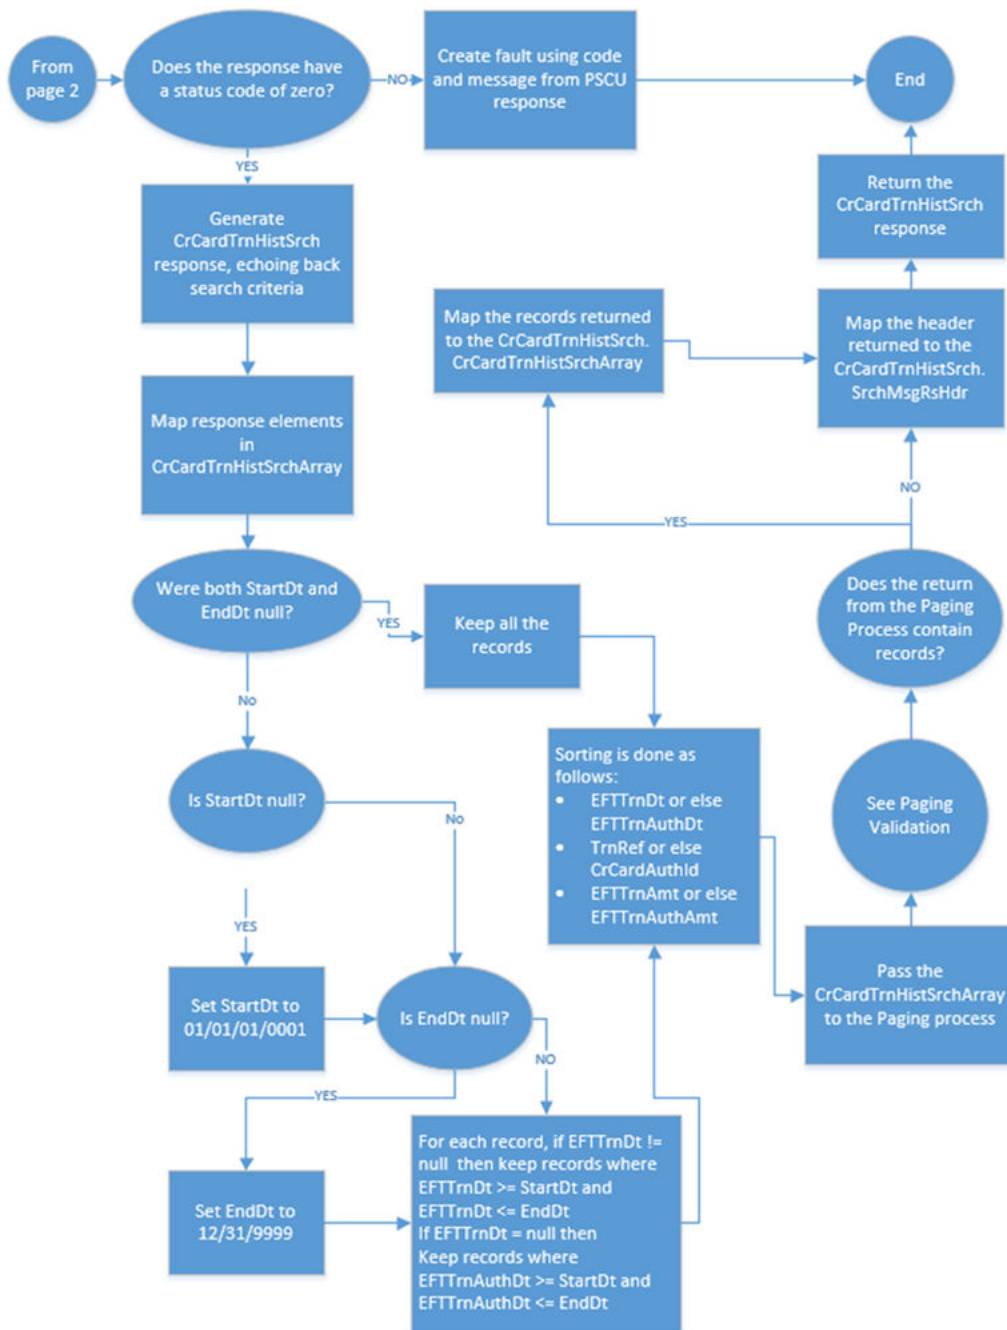 From
page 2
Does the response have
a status code of zero?
NO
Create fault using code
and message from PSCU
response
End
YES
Generate
CrCardTrnHistSrch
response, echoing back
search criteria
Return the
CrCardTrnHistSrch
response
Map the records returned
to the CrCardTrnHistSrch.
CrCardTrnHistSrchArray
Map the header
returned to the
CrCardTrnHistSrch.
SrchMsgRsHdr
Map response elements
in
CrCardTrnHistSrchArray
NO
YES
Were both StartDt and
EndDt null?
YES
Keep all the
records
Does the return
from the Paging
Process contain
records?
No
Is StartDt null?
No
Sorting is done as
follows:
• EFTTrnDt or else
EFTTrnAuthDt
• TrnRef or else
CrCardAuthId
• EFTTrnAmt or else
EFTTrnAuthAmt
See Paging
Validation
YES
Set StartDt to
01/01/01/0001
Is EndDt null?
Pass the
CrCardTrnHistSrchArray
to the Paging process
NO
YES
Set EndDt to
12/31/9999
For each record, if EFTTrnDt !=
null then keep records where
EFTTrnDt >= StartDt and
EFTTrnDt <= EndDt
If EFTTrnDt = null then
Keep records where
EFTTrnAuthDt >= StartDt and
EFTTrnAuthDt <= EndDt